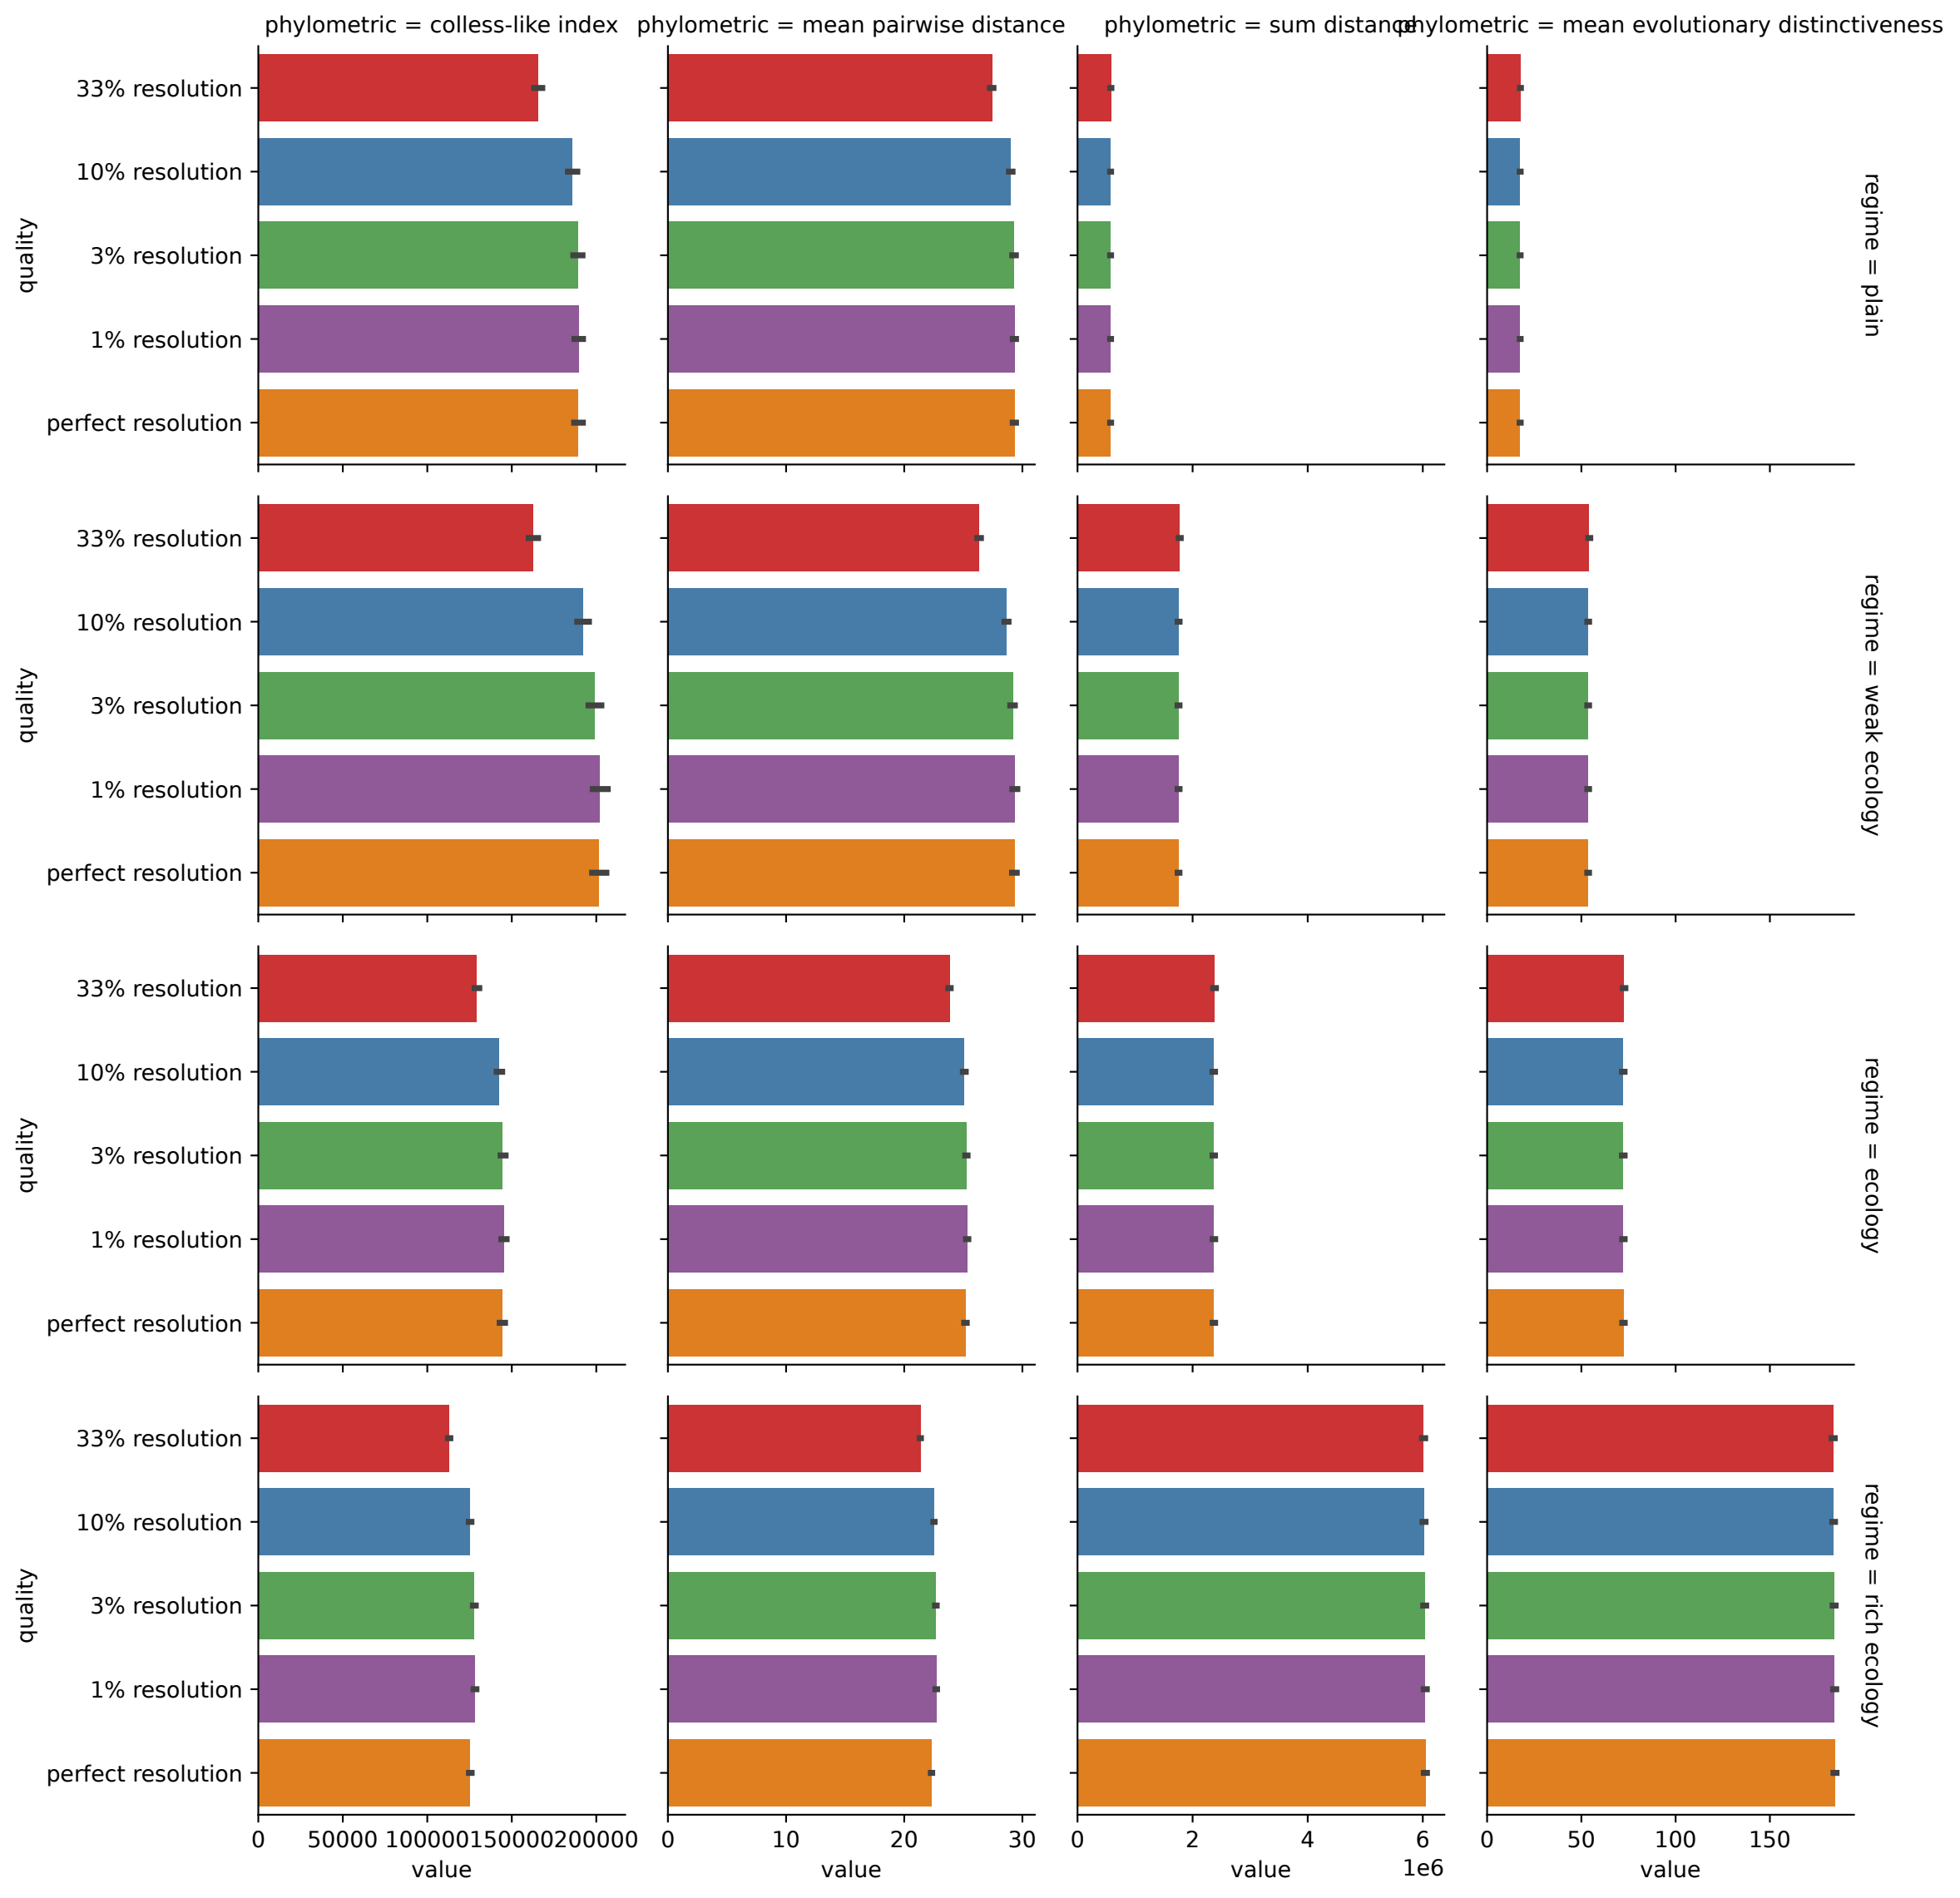 phylometric = colless-like index
phylometric = mean pairwise distance
phylometric = sum distance
phylometric = mean evolutionary distinctiveness
33% resolution
10% resolution
3% resolution
1% resolution
perfect resolution
quality
regime = plain
33% resolution
10% resolution
3% resolution
1% resolution
perfect resolution
quality
regime = weak ecology
33% resolution
10% resolution
3% resolution
1% resolution
perfect resolution
quality
regime = ecology
33% resolution
10% resolution
3% resolution
1% resolution
perfect resolution
quality
regime = rich ecology
0 50000 100000 150000 200000
value
0 10 20 30
value
0 2 4 6
1e6
value
0 50 100 150
value